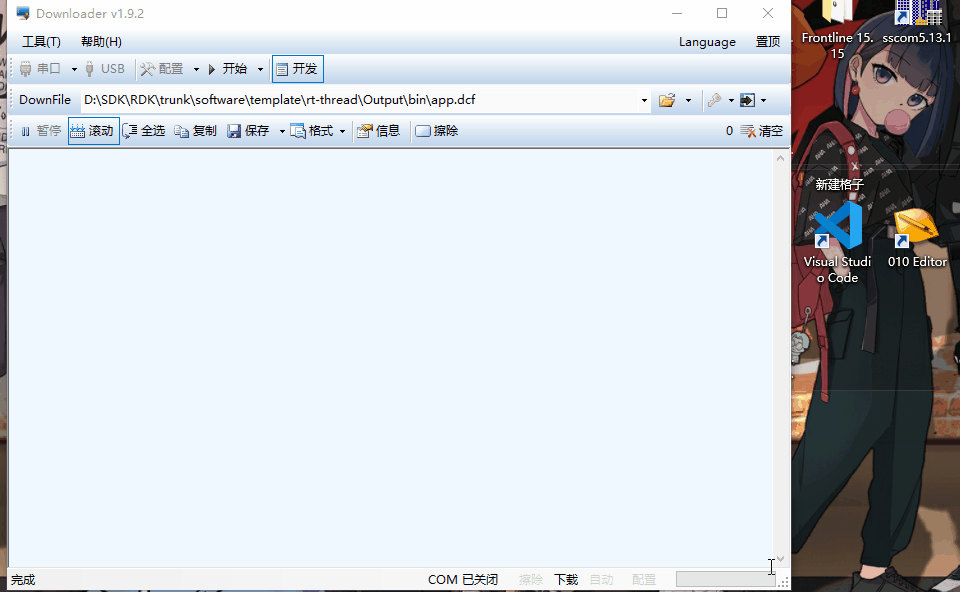 Downloader v1.9.2
工具(T) 帮助(H) Language 置顶
串口 USB 配置 开始 开发
DownFile D:\SDK\RDK\trunk\software\template\rt-thread\Output\bin\app.dcf
暂停 滚动 全选 复制 保存 格式 信息 擦除 0 清空
完成 COM 已关闭 擦除 下载 自动 配置
Frontline 15.15
sscom5.13.1
新建格子
Visual Studio Code
010 Editor